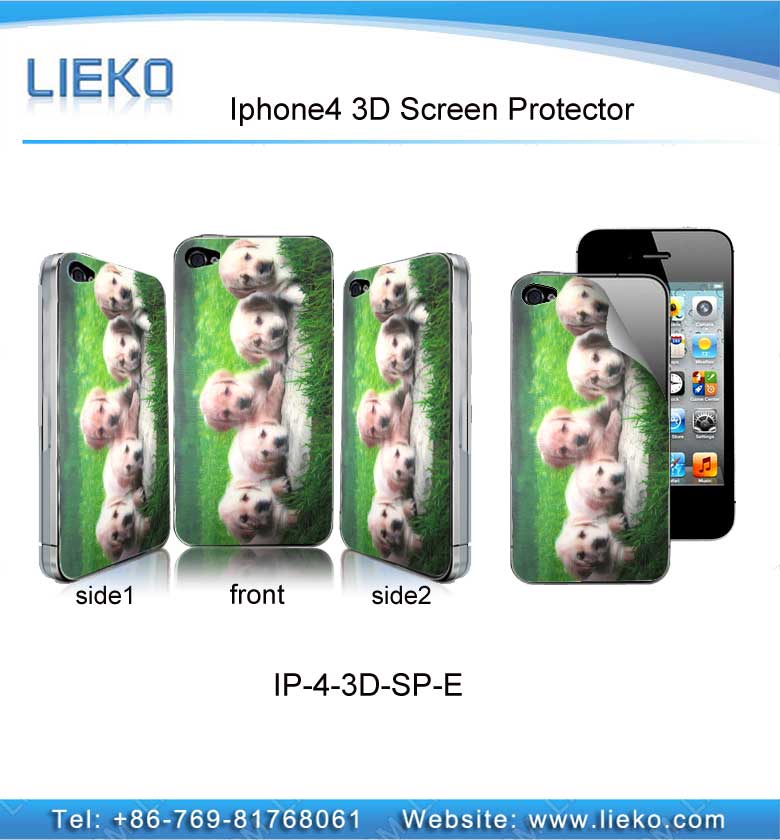 LIEKO
Iphone4 3D Screen Protector
side1
front
side2
IP-4-3D-SP-E
Tel: +86-769-81768061 Website: www.lieko.com